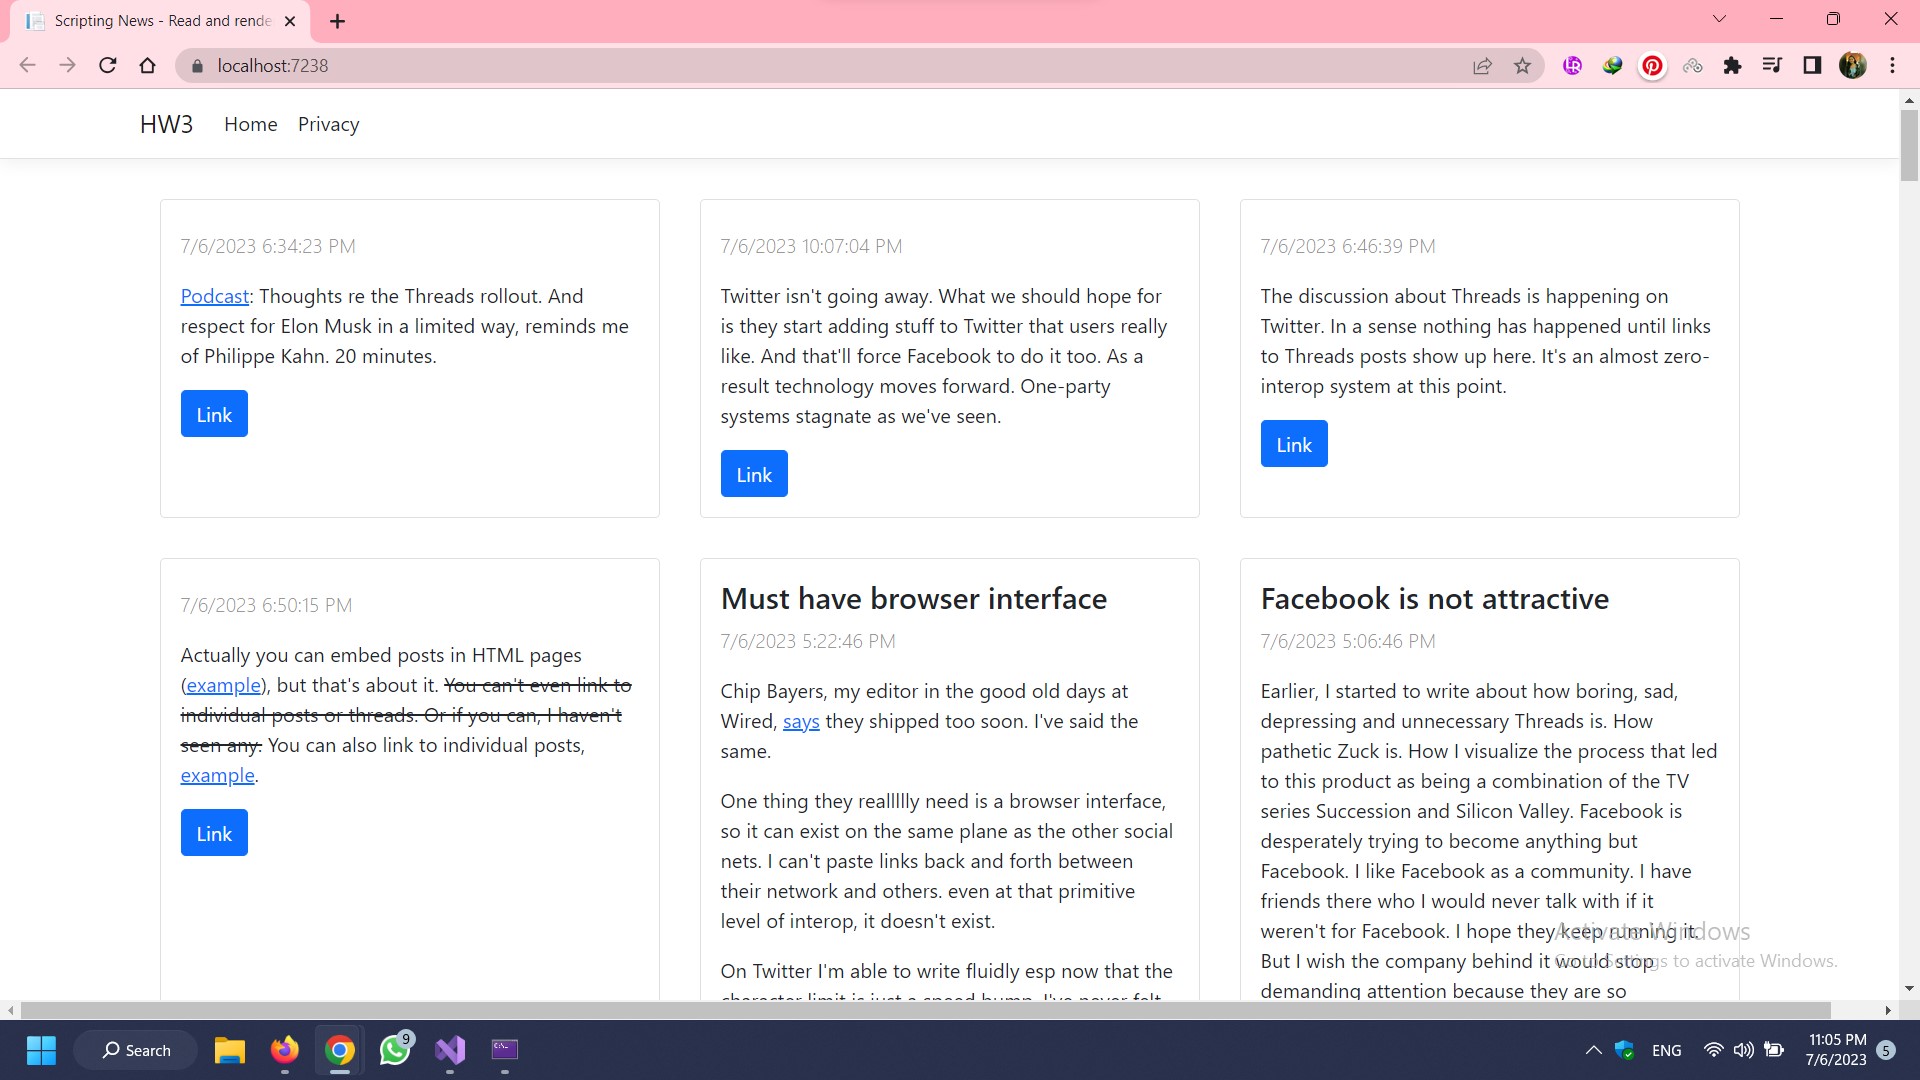 Scripting News - Read and rende
localhost:7238
HW3
Home
Privacy
7/6/2023 6:34:23 PM
Podcast: Thoughts re the Threads rollout. And
respect for Elon Musk in a limited way, reminds me
of Philippe Kahn. 20 minutes.
Link
7/6/2023 10:07:04 PM
Twitter isn't going away. What we should hope for
is they start adding stuff to Twitter that users really
like. And that'll force Facebook to do it too. As a
result technology moves forward. One-party
systems stagnate as we've seen.
Link
7/6/2023 6:46:39 PM
The discussion about Threads is happening on
Twitter. In a sense nothing has happened until links
to Threads posts show up here. It's an almost zero-
interop system at this point.
Link
7/6/2023 6:50:15 PM
Actually you can embed posts in HTML pages
(example), but that's about it. You can't even link to
individual posts or threads. Or if you can, I haven't
seen any. You can also link to individual posts,
example.
Link
Must have browser interface
7/6/2023 5:22:46 PM
Chip Bayers, my editor in the good old days at
Wired, says they shipped too soon. I've said the
same.
One thing they reallllly need is a browser interface,
so it can exist on the same plane as the other social
nets. I can't paste links back and forth between
their network and others. even at that primitive
level of interop, it doesn't exist.
On Twitter I'm able to write fluidly esp now that the
character limit is just a speed bump. I've never felt
Facebook is not attractive
7/6/2023 5:06:46 PM
Earlier, I started to write about how boring, sad,
depressing and unnecessary Threads is. How
pathetic Zuck is. How I visualize the process that led
to this product as being a combination of the TV
series Succession and Silicon Valley. Facebook is
desperately trying to become anything but
Facebook. I like Facebook as a community. I have
friends there who I would never talk with if it
weren't for Facebook. I hope they keep running it.
But I wish the company behind it would stop
demanding attention because they are so
Activate Windows
Go to Settings to activate Windows.
Search
9
ENG
11:05 PM
7/6/2023
5